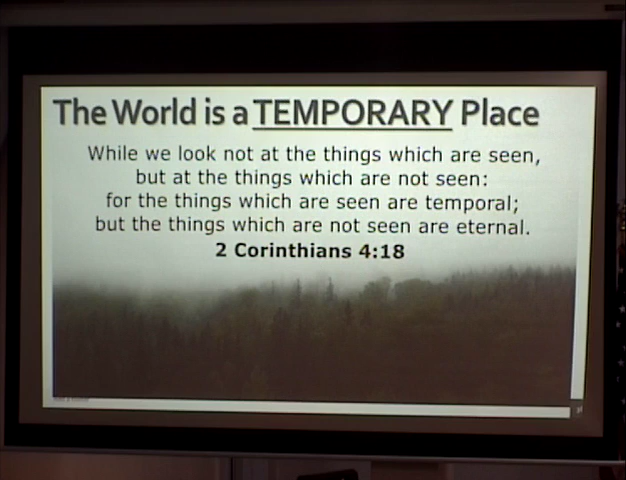 The World is a TEMPORARY Place
While we look not at the things which are seen,
but at the things which are not seen:
for the things which are seen are temporal;
but the things which are not seen are eternal.
2 Corinthians 4:18